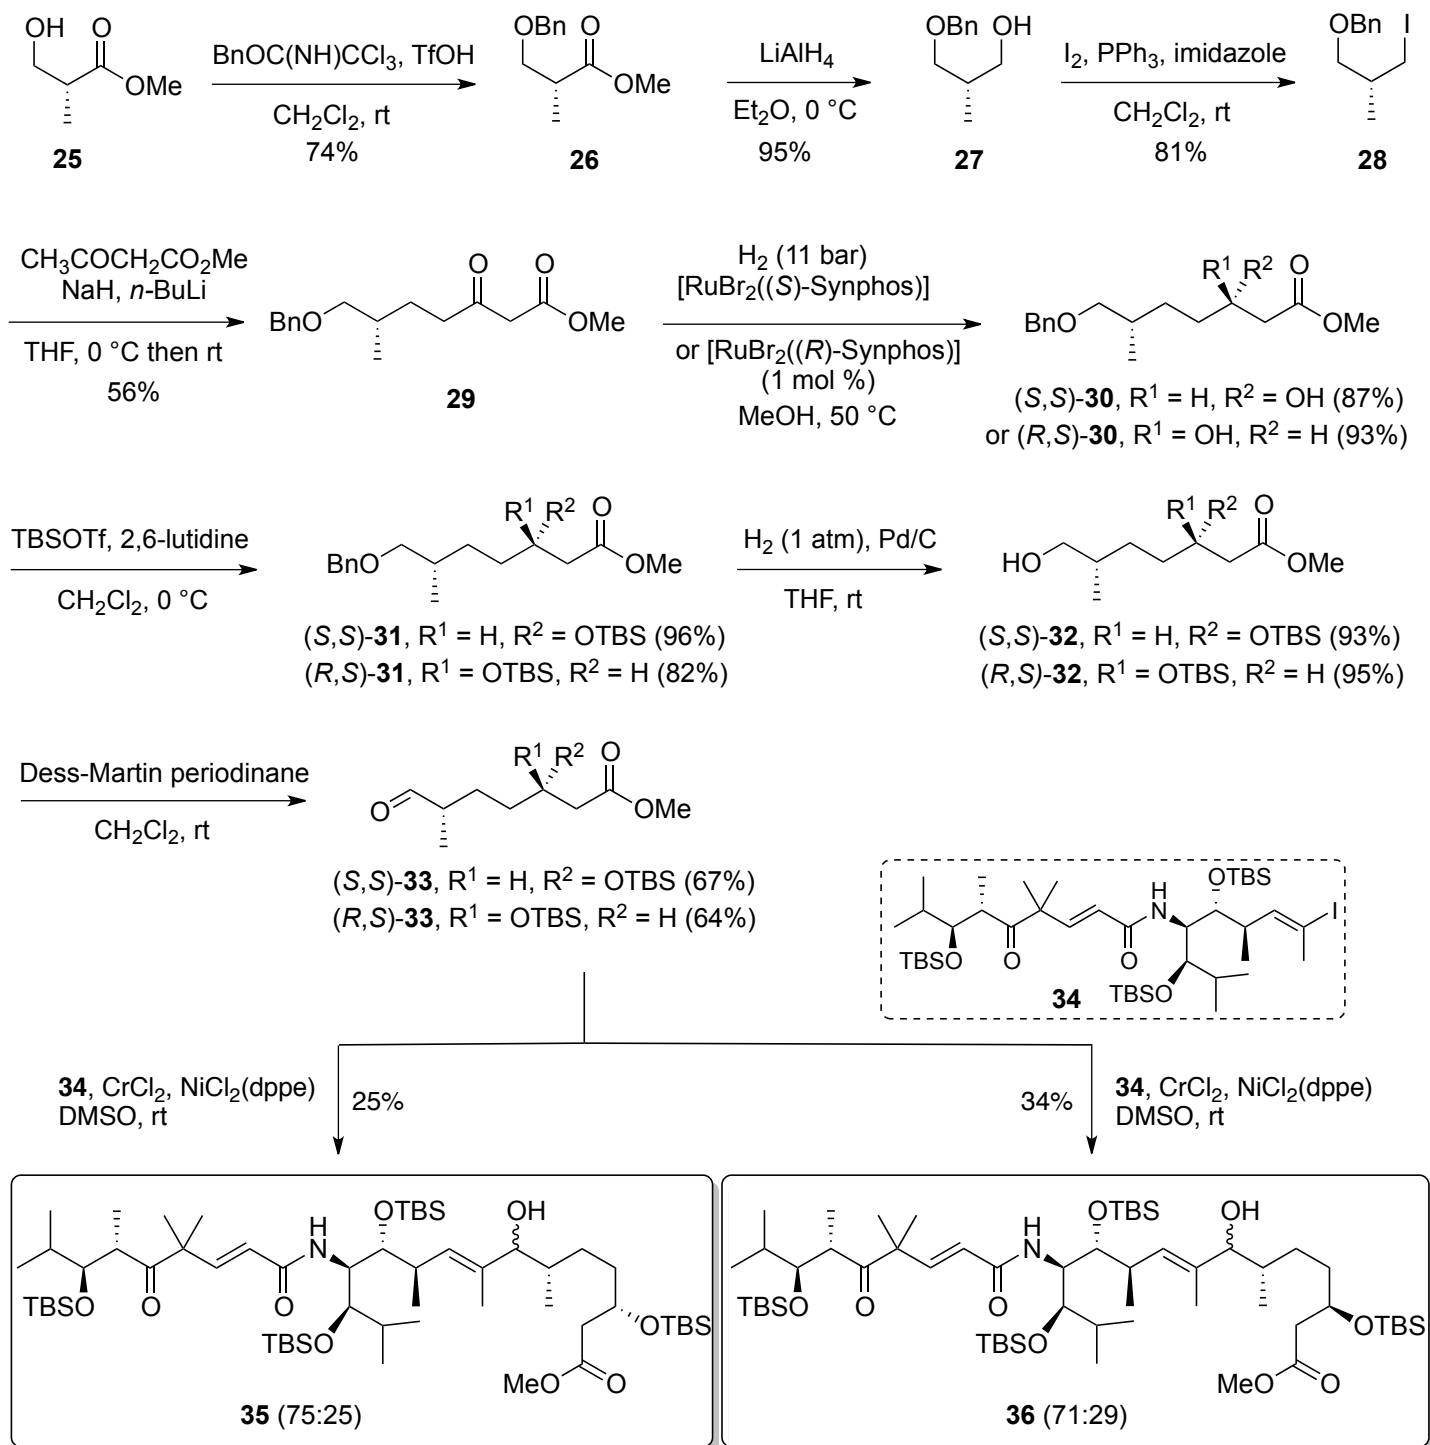 OH O
OMe
25
BnOC(NH)CCl3, TfOH
CH2Cl2, rt
74%
OBn O
OMe
26
LiAlH4
Et2O, 0 °C
95%
OBn OH
27
I2, PPh3, imidazole
CH2Cl2, rt
81%
OBn I
28
CH3COCH2CO2Me
NaH, n-BuLi
THF, 0 °C then rt
56%
O O
BnO OMe
29
H2 (11 bar)
[RuBr2((S)-Synphos)]
or [RuBr2((R)-Synphos)]
(1 mol %)
MeOH, 50 °C
R1 R2 O
BnO OMe
(S,S)-30, R1 = H, R2 = OH (87%)
or (R,S)-30, R1 = OH, R2 = H (93%)
TBSOTf, 2,6-lutidine
CH2Cl2, 0 °C
R1 R2 O
BnO OMe
(S,S)-31, R1 = H, R2 = OTBS (96%)
(R,S)-31, R1 = OTBS, R2 = H (82%)
H2 (1 atm), Pd/C
THF, rt
R1 R2 O
HO OMe
(S,S)-32, R1 = H, R2 = OTBS (93%)
(R,S)-32, R1 = OTBS, R2 = H (95%)
Dess-Martin periodinane
CH2Cl2, rt
R1 R2 O
O OMe
(S,S)-33, R1 = H, R2 = OTBS (67%)
(R,S)-33, R1 = OTBS, R2 = H (64%)
OTBS
H
N I
TBSO O O
TBSO
34
34, CrCl2, NiCl2(dppe)
DMSO, rt
25%
34%
34, CrCl2, NiCl2(dppe)
DMSO, rt
OTBS OH
H
N
TBSO O O
TBSO OTBS
MeO O
35 (75:25)
OTBS OH
H
N
TBSO O O
TBSO OTBS
MeO O
36 (71:29)